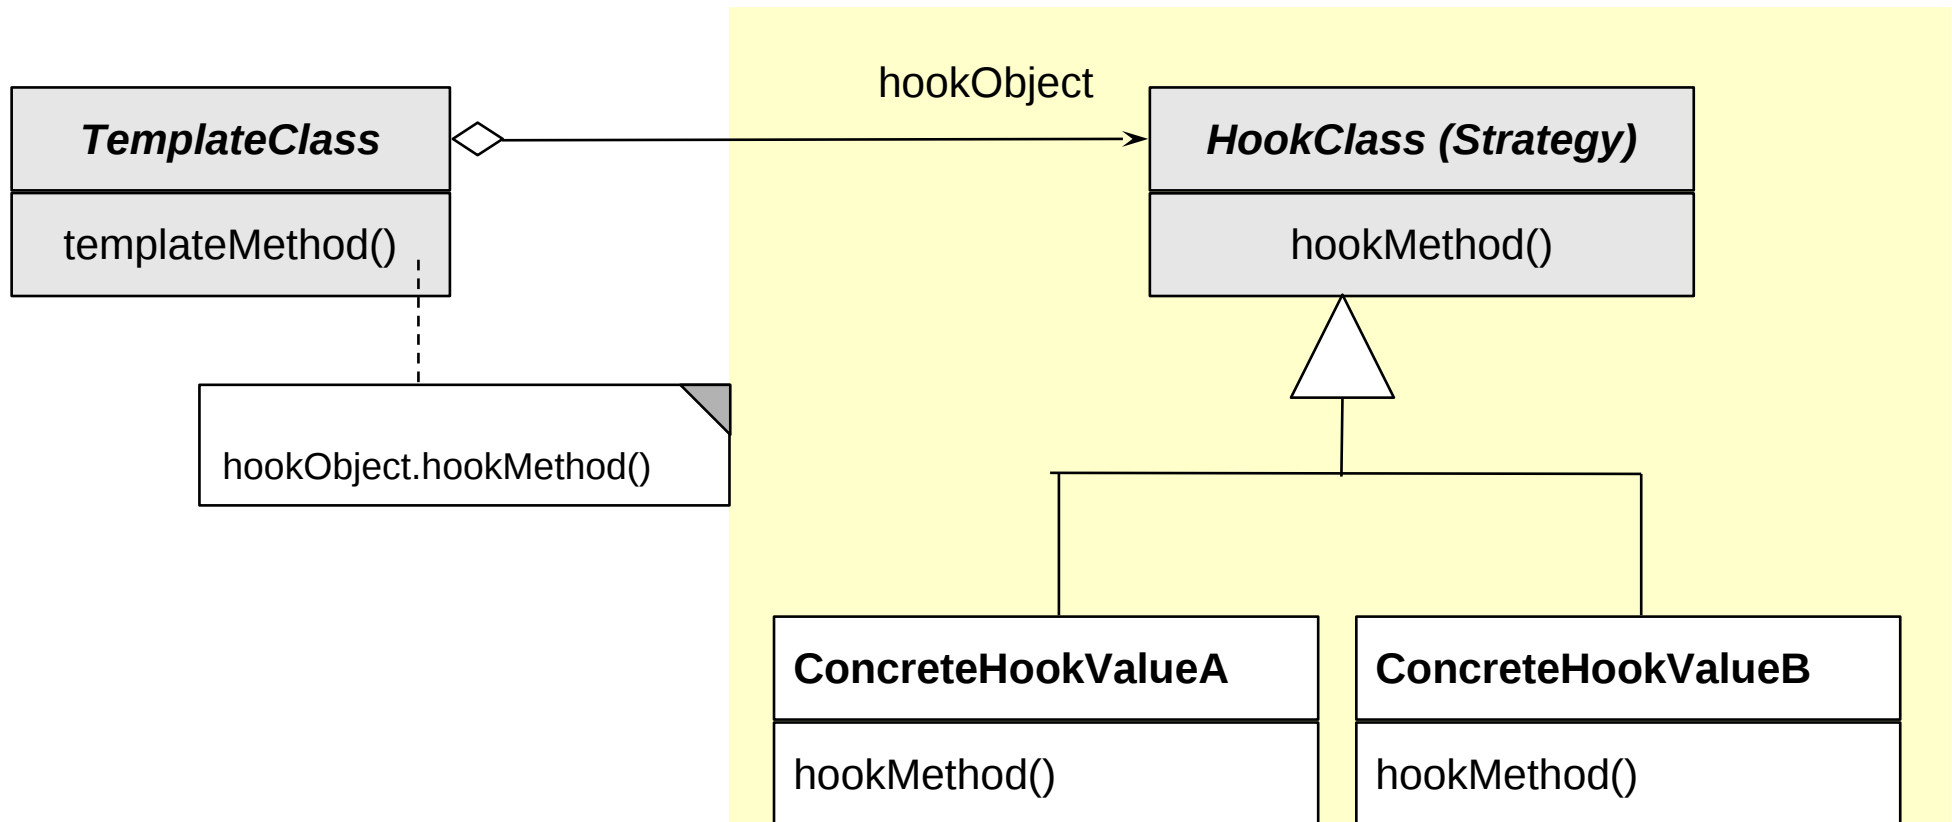 hookObject
TemplateClass
HookClass (Strategy)
templateMethod()
hookMethod()
hookObject.hookMethod()
ConcreteHookValueA
ConcreteHookValueB
hookMethod()
hookMethod()